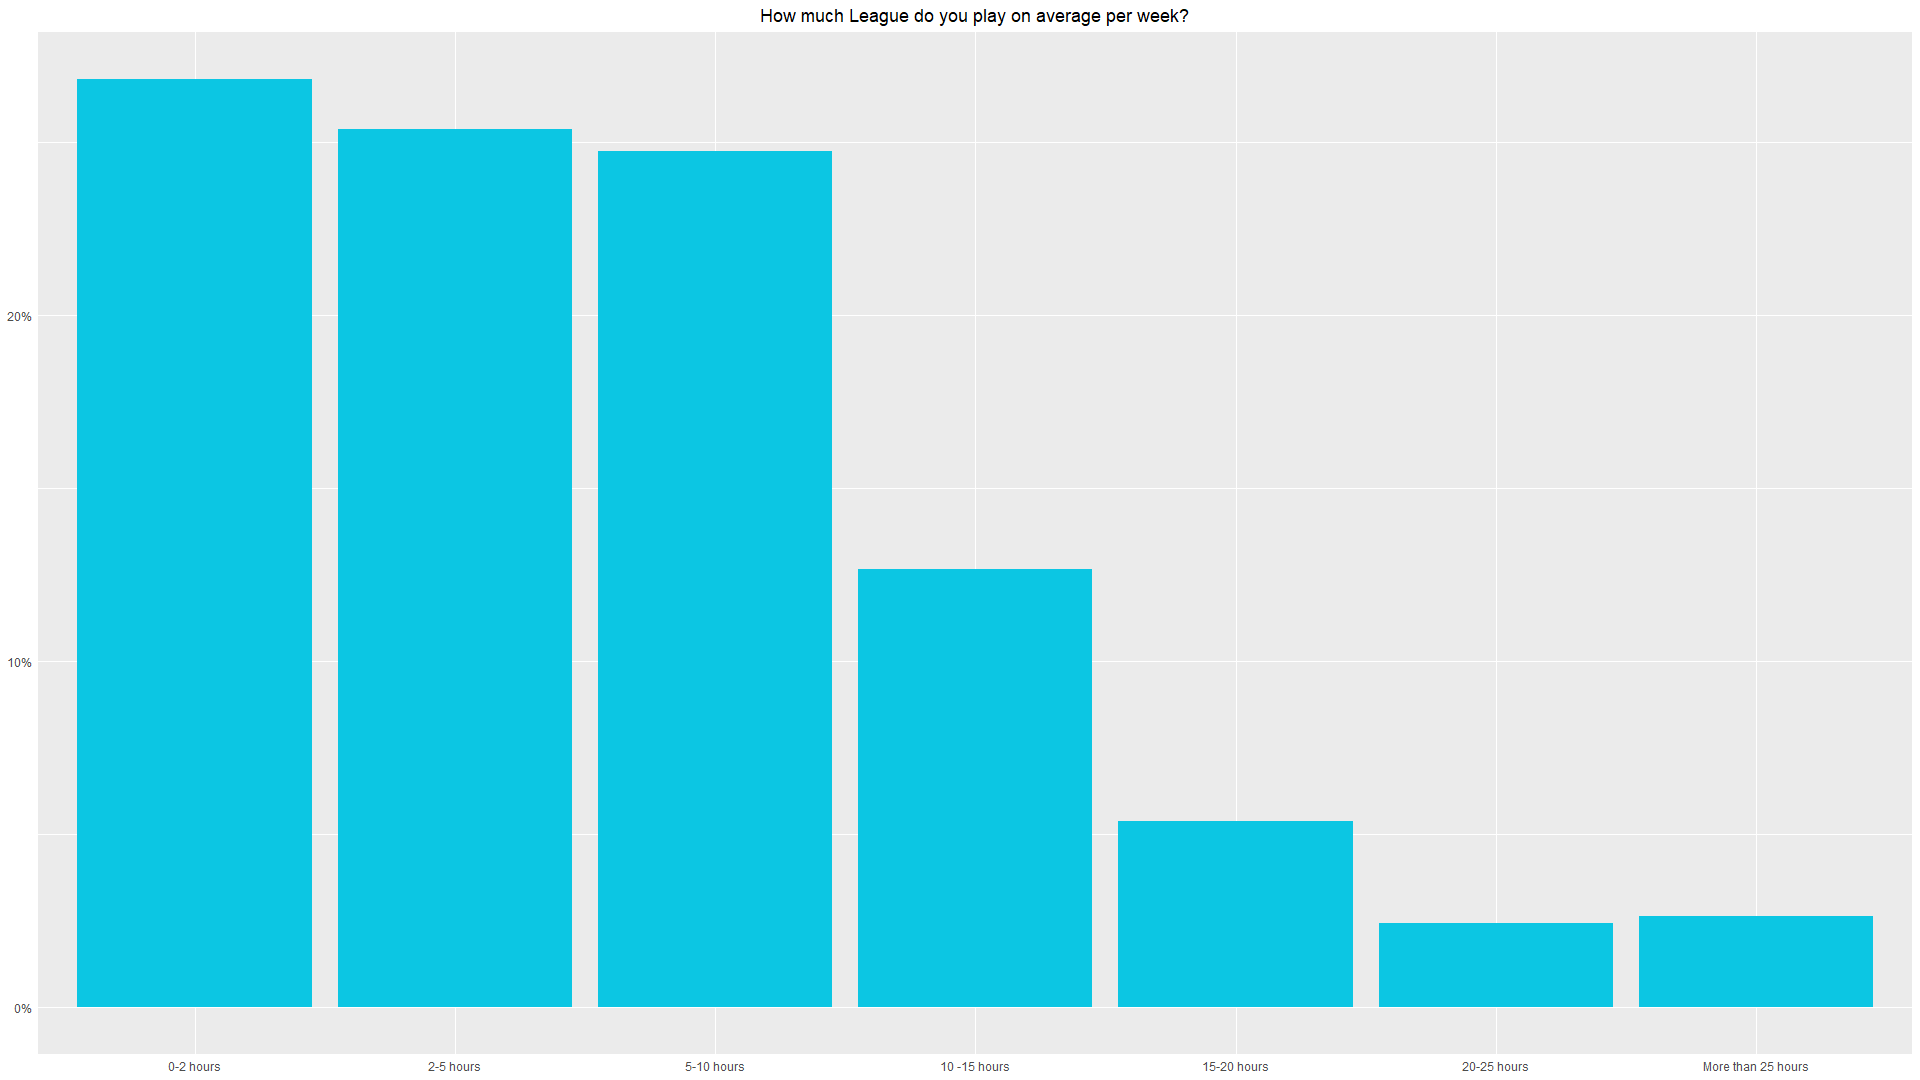 How much League do you play on average per week?
20%
10%
0%
0-2 hours
2-5 hours
5-10 hours
10 -15 hours
15-20 hours
20-25 hours
More than 25 hours